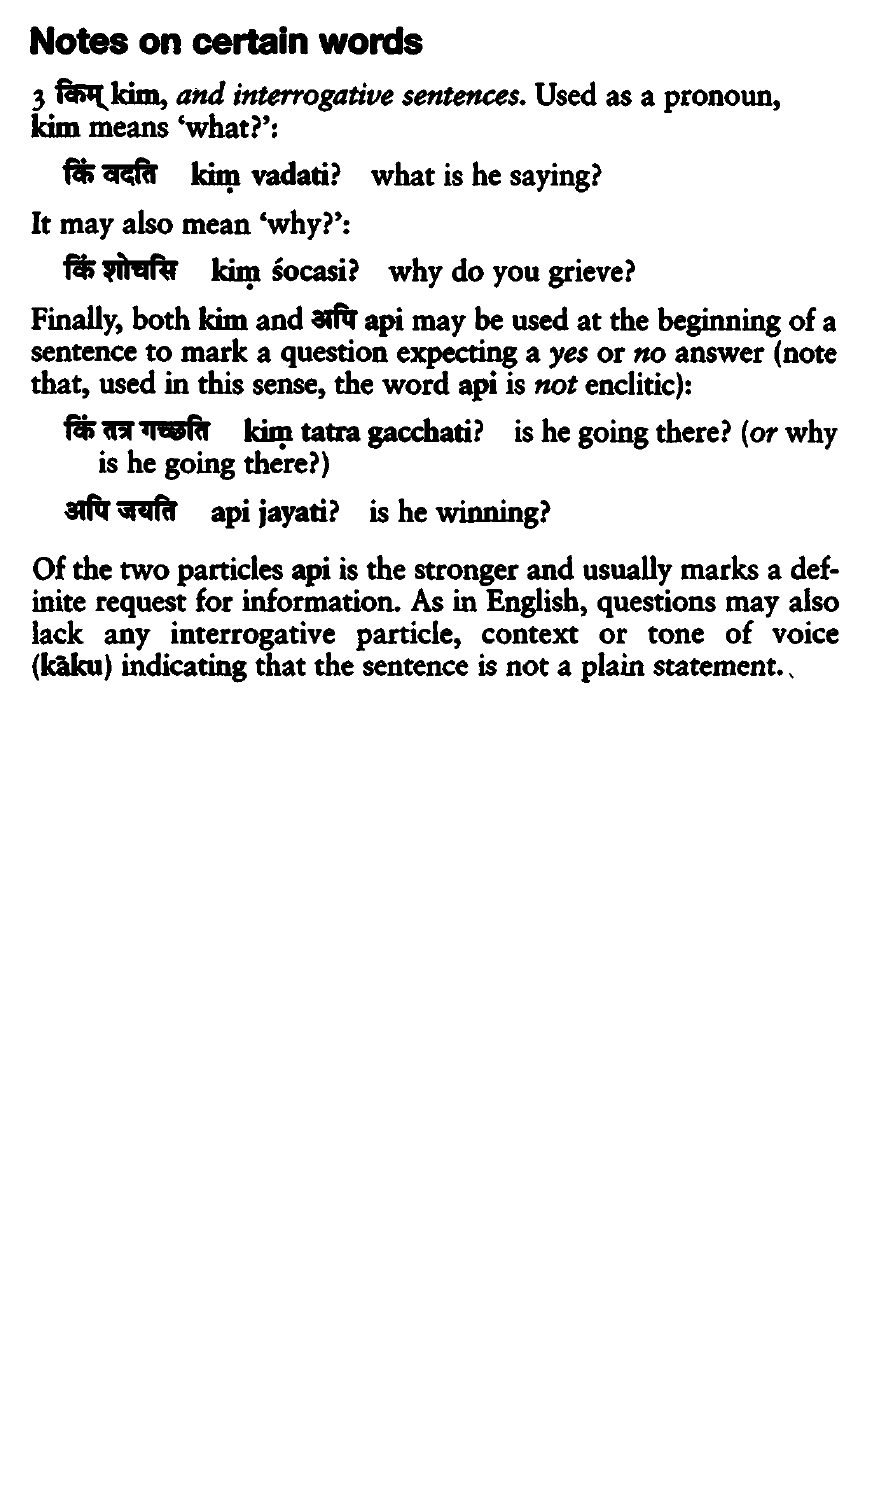 Notes on certain words
3 किम् kim, and interrogative sentences. Used as a pronoun,
kim means ‘what?’:
किं वदति kiṃ vadati? what is he saying?
It may also mean ‘why?’:
किं शोचसि kiṃ śocasi? why do you grieve?
Finally, both kim and अपि api may be used at the beginning of a
sentence to mark a question expecting a yes or no answer (note
that, used in this sense, the word api is not enclitic):
किं तत्र गच्छति kiṃ tatra gacchati? is he going there? (or why
is he going there?)
अपि जयति api jayati? is he winning?
Of the two particles api is the stronger and usually marks a def-
inite request for information. As in English, questions may also
lack any interrogative particle, context or tone of voice
(kāku) indicating that the sentence is not a plain statement.